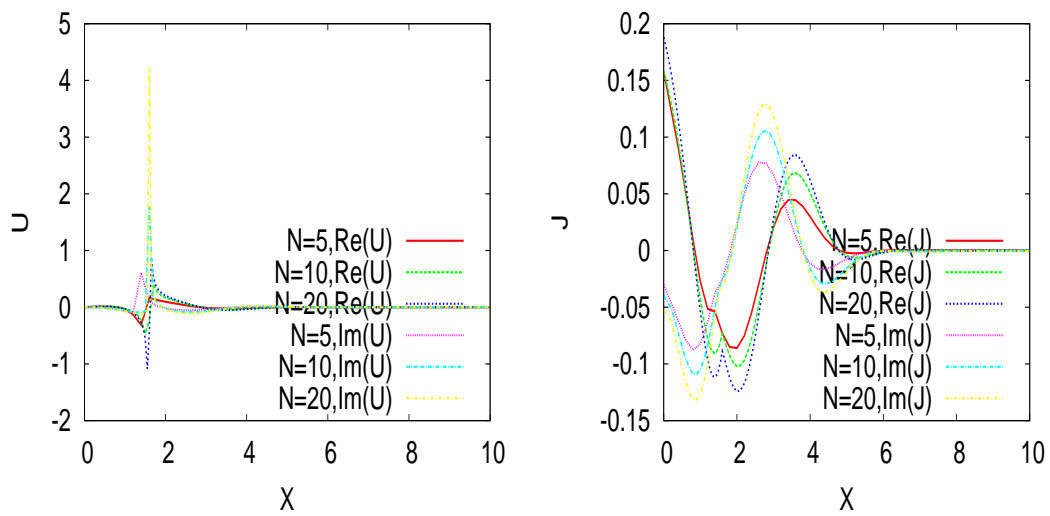 5
4
3
2
1
0
-1
-2
U
N=5,Re(U)
N=10,Re(U)
N=20,Re(U)
N=5,Im(U)
N=10,Im(U)
N=20,Im(U)
0 2 4 6 8 10
X
0.2
0.15
0.1
0.05
0
-0.05
-0.1
-0.15
J
N=5,Re(J)
N=10,Re(J)
N=20,Re(J)
N=5,Im(J)
N=10,Im(J)
N=20,Im(J)
0 2 4 6 8 10
X